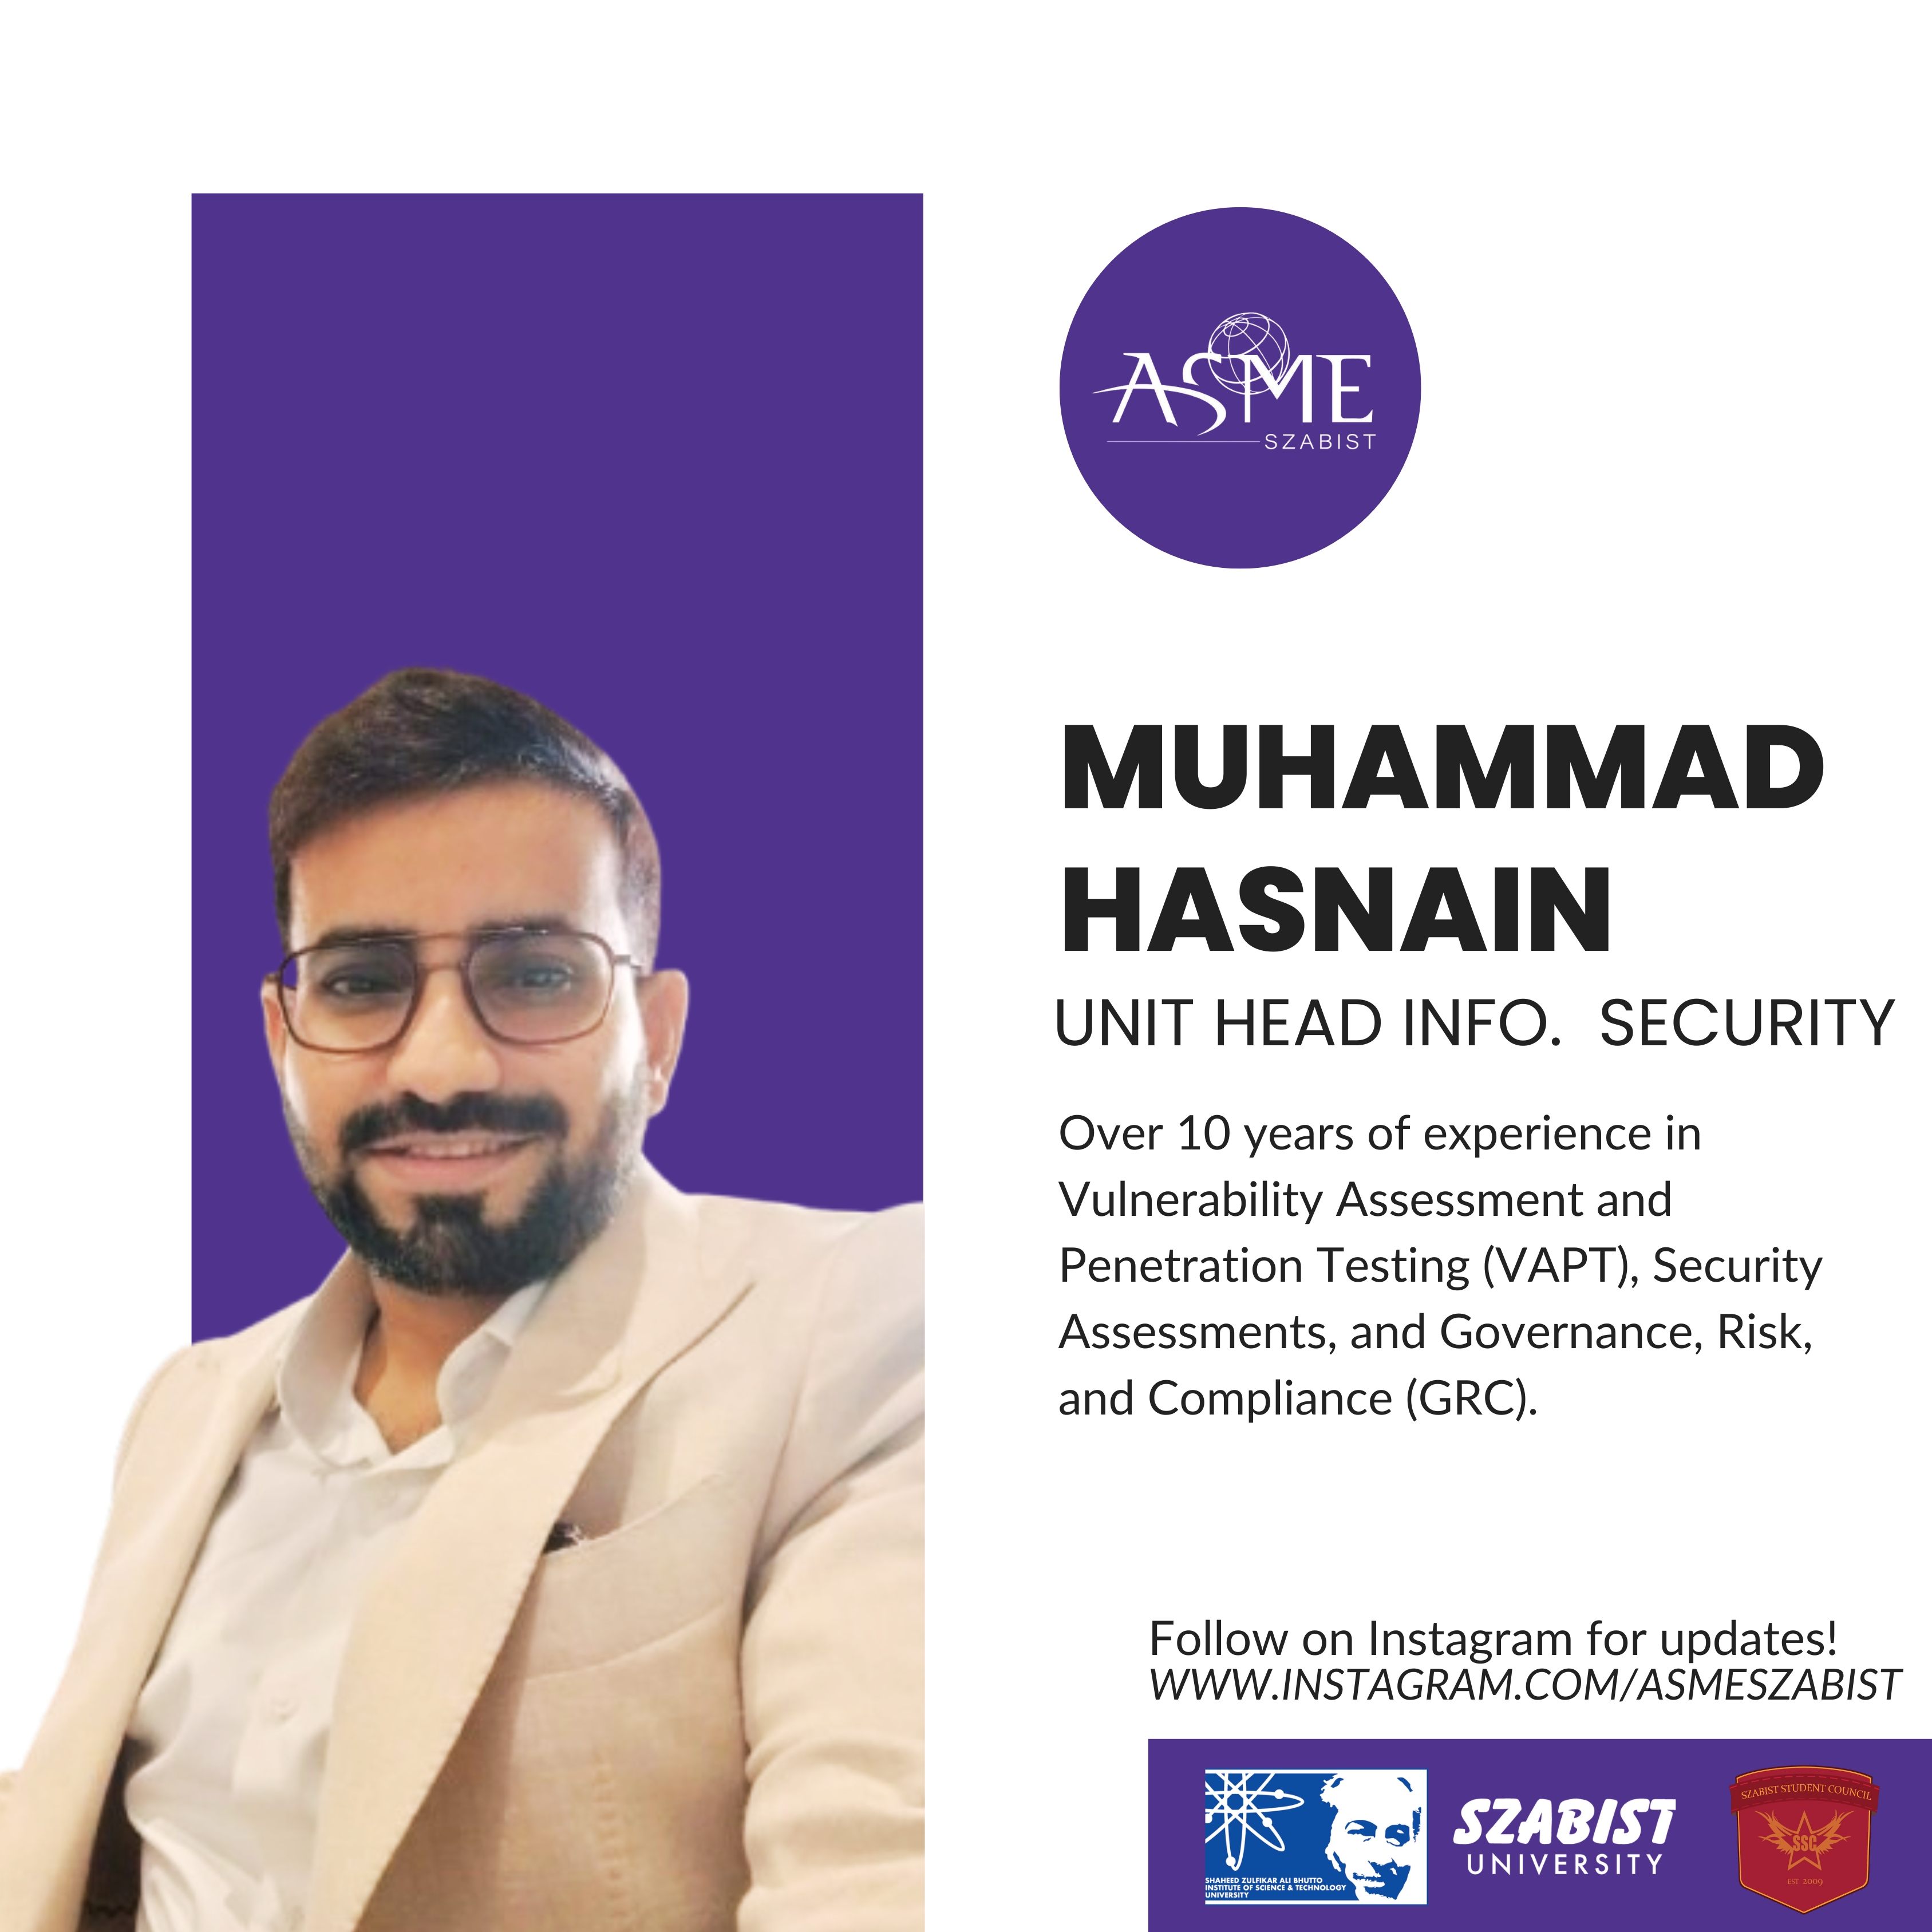 ASME
SZABIST
MUHAMMAD
HASNAIN
UNIT HEAD INFO.  SECURITY
Over 10 years of experience in
Vulnerability Assessment and
Penetration Testing (VAPT), Security
Assessments, and Governance, Risk,
and Compliance (GRC).
Follow on Instagram for updates!
WWW.INSTAGRAM.COM/ASMESZABIST
SHAHEED ZULFIKAR ALI BHUTTO
INSTITUTE OF SCIENCE & TECHNOLOGY
UNIVERSITY
SZABIST
UNIVERSITY
SZABIST STUDENT COUNCIL
SSC
EST 2009